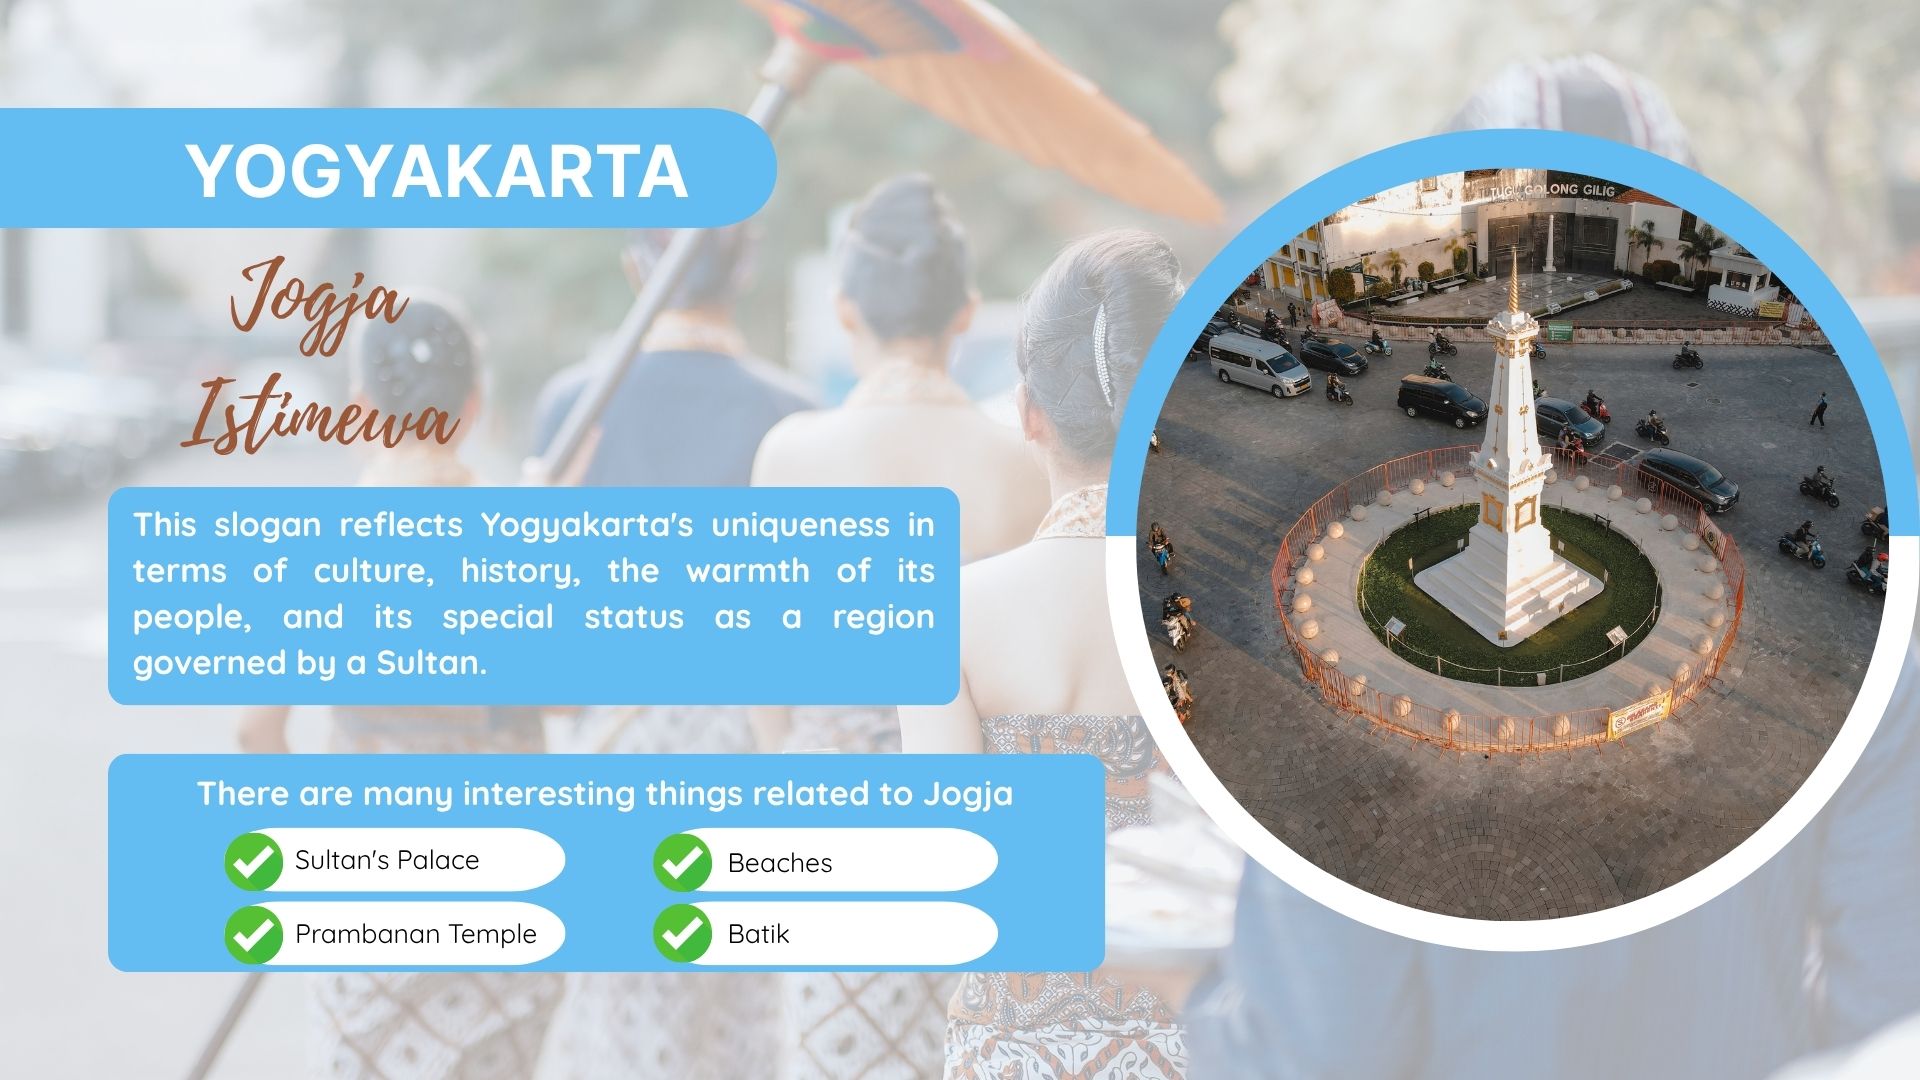 YOGYAKARTA
Jogja
Istimewa
This slogan reflects Yogyakarta's uniqueness in
terms of culture, history, the warmth of its
people, and its special status as a region
governed by a Sultan.
There are many interesting things related to Jogja
Sultan's Palace
Beaches
Prambanan Temple
Batik
TUGU GOLONG GILIG